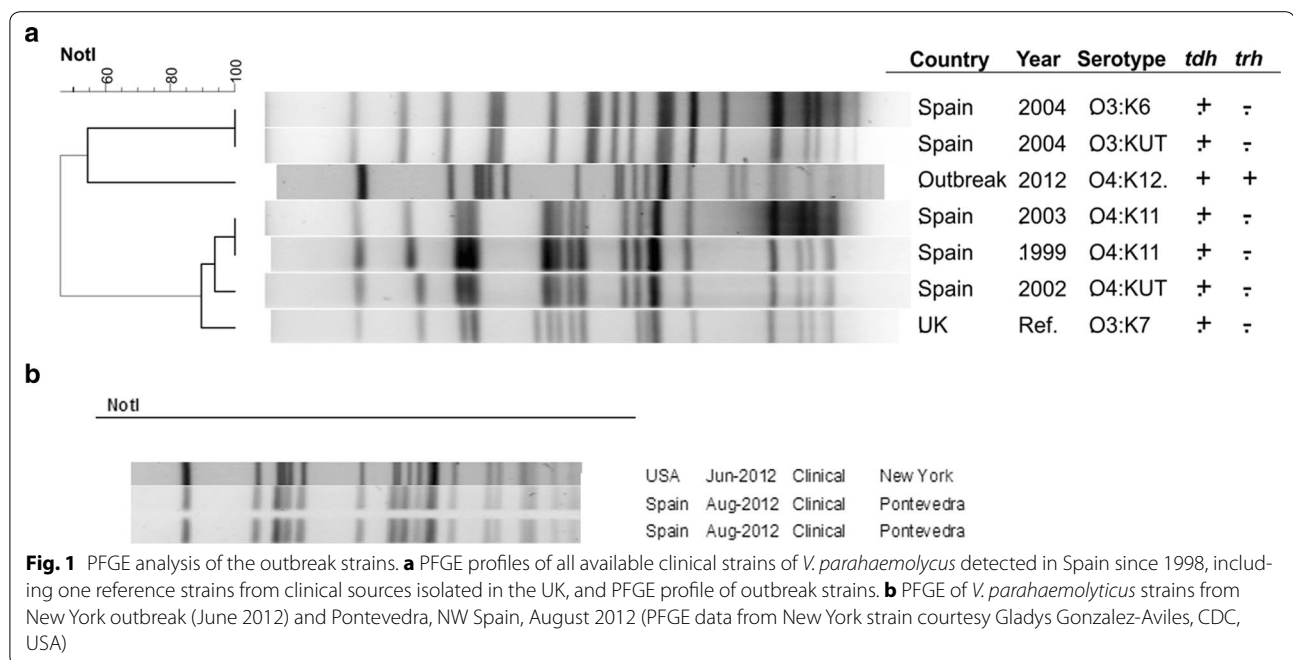 a
NotI
60
80
100
Country Year Serotype tdh trh
Spain 2004 O3:K6 + -
Spain 2004 O3:KUT + -
Outbreak 2012 O4:K12. + +
Spain 2003 O4:K11 + -
Spain .1999 O4:K11 + -
Spain 2002 O4:KUT + -
UK Ref. O3:K7 + -
b
NotI
USA Jun-2012 Clinical New York
Spain Aug-2012 Clinical Pontevedra
Spain Aug-2012 Clinical Pontevedra
Fig. 1 PFGE analysis of the outbreak strains. a PFGE profiles of all available clinical strains of V. parahaemolycus detected in Spain since 1998, includ-
ing one reference strains from clinical sources isolated in the UK, and PFGE profile of outbreak strains. b PFGE of V. parahaemolyticus strains from
New York outbreak (June 2012) and Pontevedra, NW Spain, August 2012 (PFGE data from New York strain courtesy Gladys Gonzalez-Aviles, CDC,
USA)